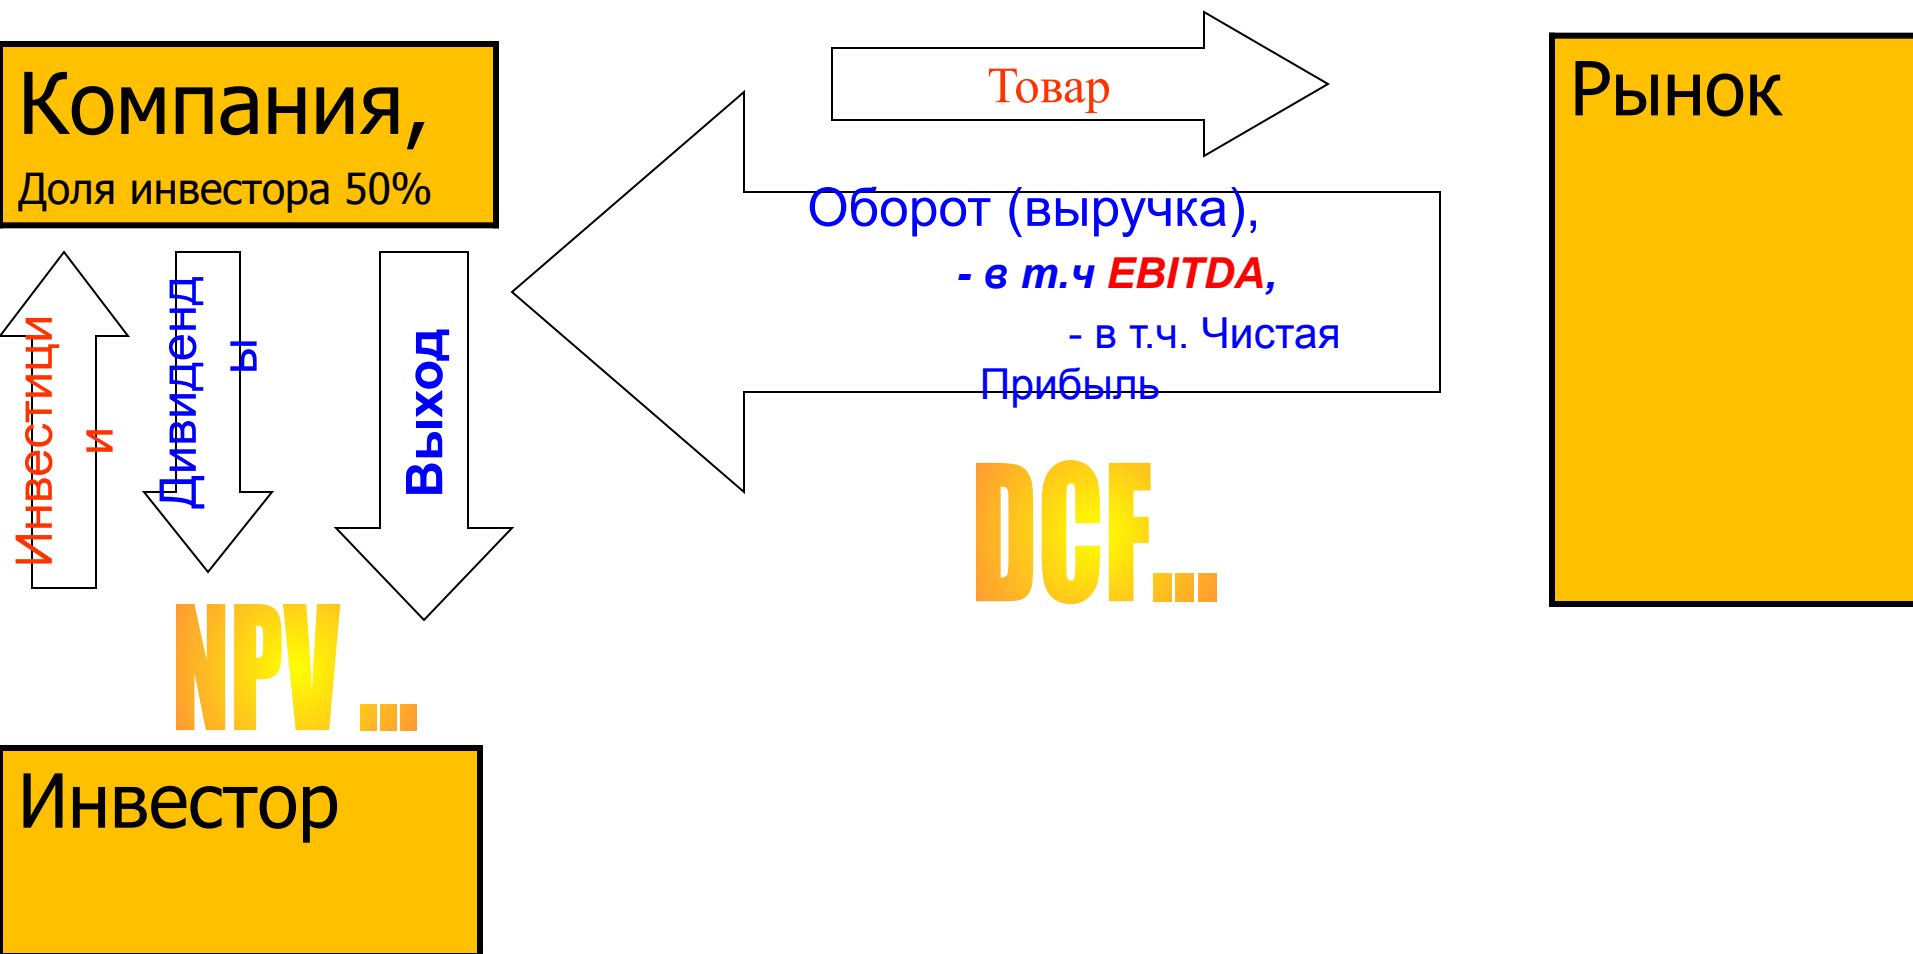 Компания,
Доля инвестора 50%
Товар
Рынок
Оборот (выручка),
- в т.ч EBITDA,
- в т.ч. Чистая
Прибыль
Инвестици
и
Дивиденд
ы
Выход
DCF...
NPV ...
Инвестор